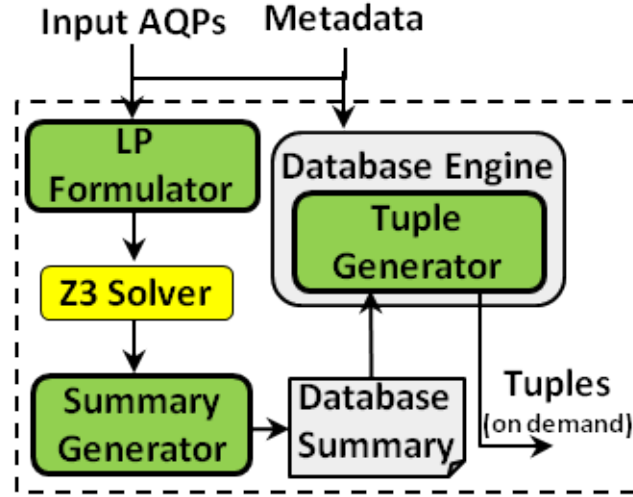 Input AQPs
Metadata
LP
Formulator
Database Engine
Tuple
Generator
Z3 Solver
Summary
Generator
Database
Summary
Tuples
(on demand)